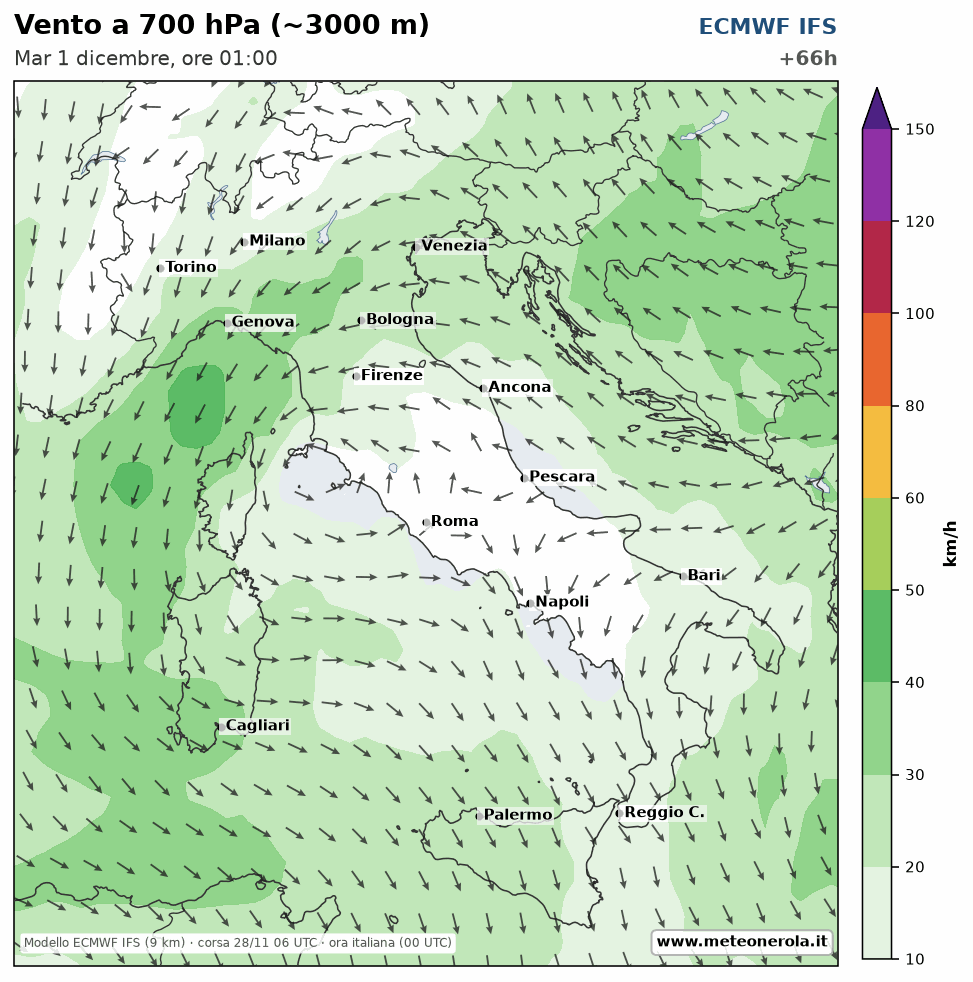 Vento a 700 hPa (~3000 m)
ECMWF IFS
Mar 1 dicembre, ore 01:00
+66h
Milano
Venezia
Torino
Genova
Bologna
Firenze
Ancona
Pescara
Roma
Bari
Napoli
Cagliari
Palermo
Reggio C.
150
120
100
80
60
50
40
30
20
10
km/h
Modello ECMWF IFS (9 km) · corsa 28/11 06 UTC · ora italiana (00 UTC)
www.meteonerola.it